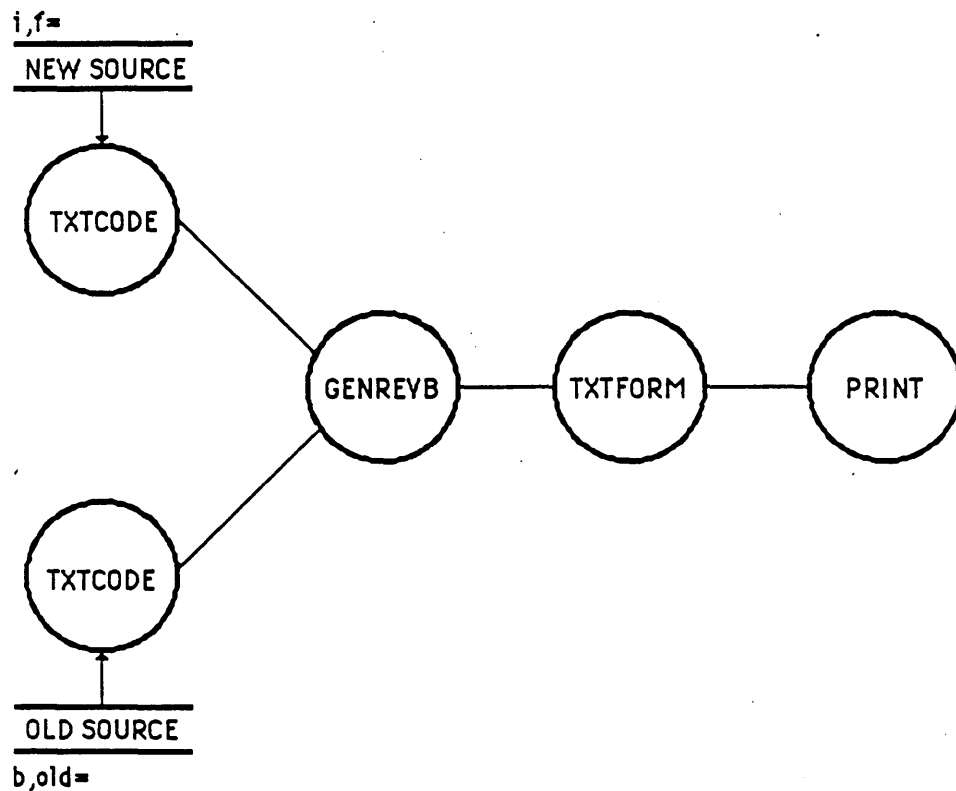 i,f=
NEW SOURCE
TXTCODE
GENREVB
TXTFORM
PRINT
TXTCODE
OLD SOURCE
b,old=